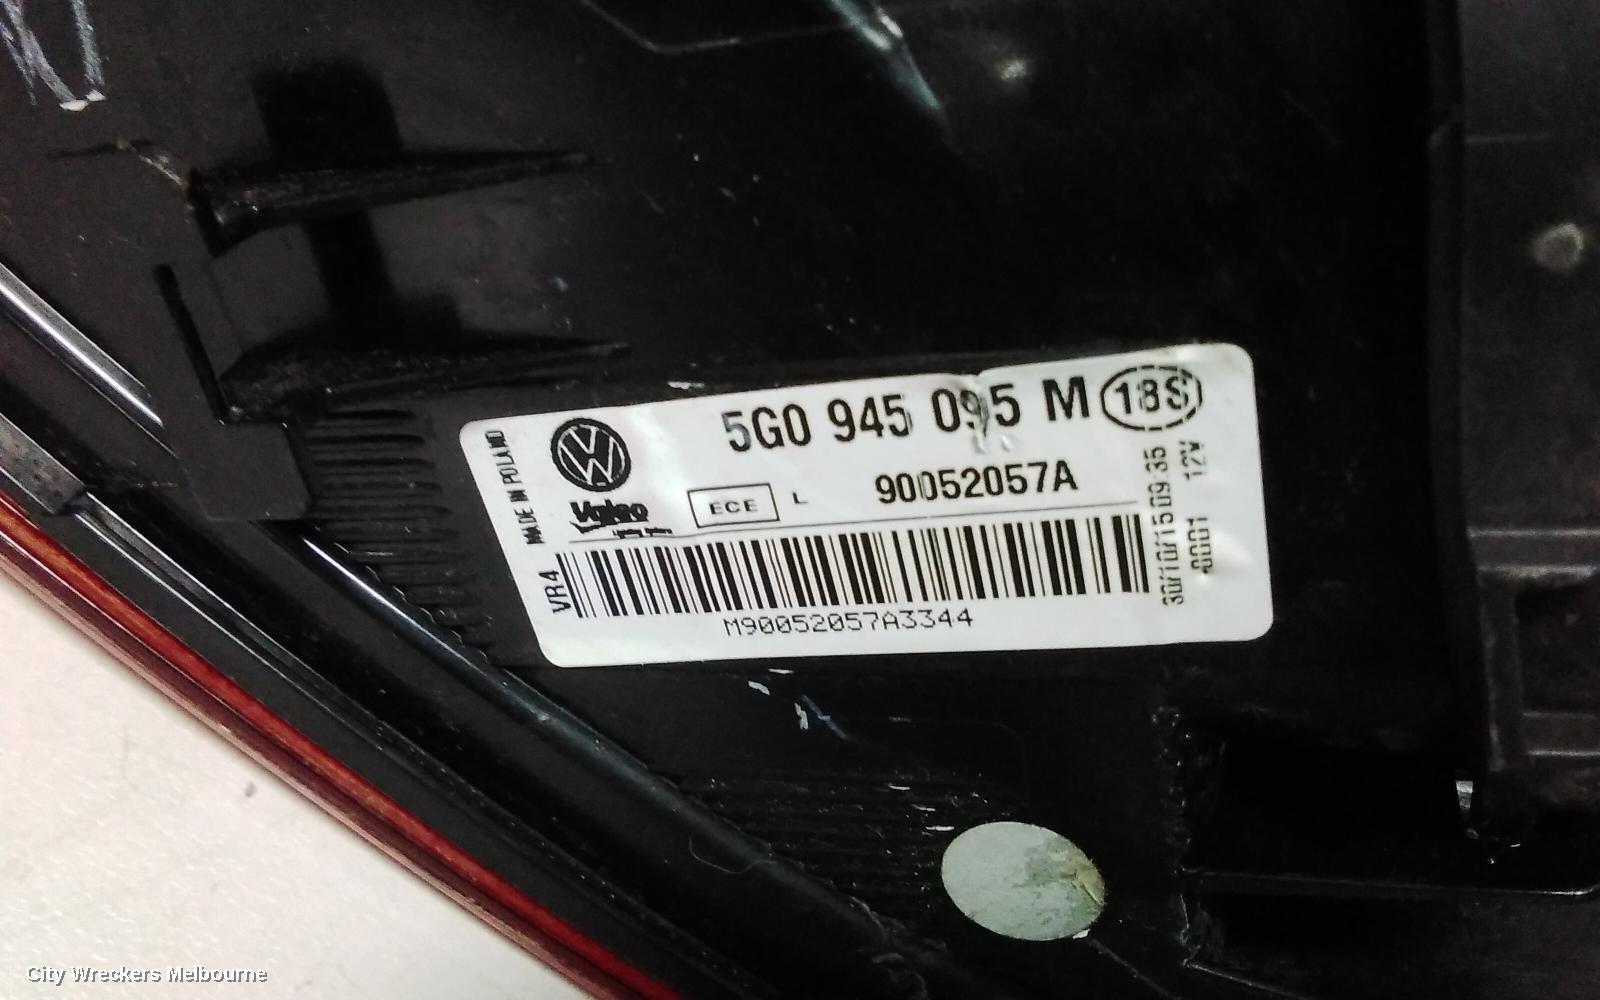 5G0 945 095 M 18S
MADE IN POLAND
Valeo
ECE L 90052057A
VR4
M90052057A3344
30/10/15 09 35 12V
0001
City Wreckers Melbourne